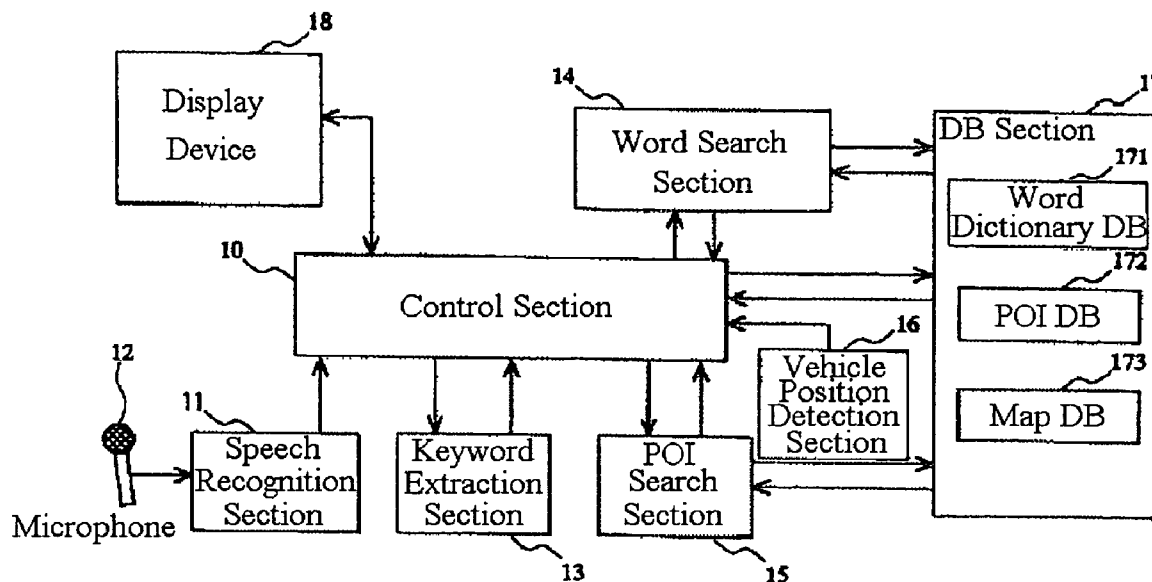 18
Display
Device
14
Word Search
Section
DB Section
171
Word
Dictionary DB
172
POI DB
173
Map DB
10
Control Section
16
Vehicle
Position
Detection
Section
12
Microphone
11
Speech
Recognition
Section
Keyword
Extraction
Section
13
POI
Search
Section
15